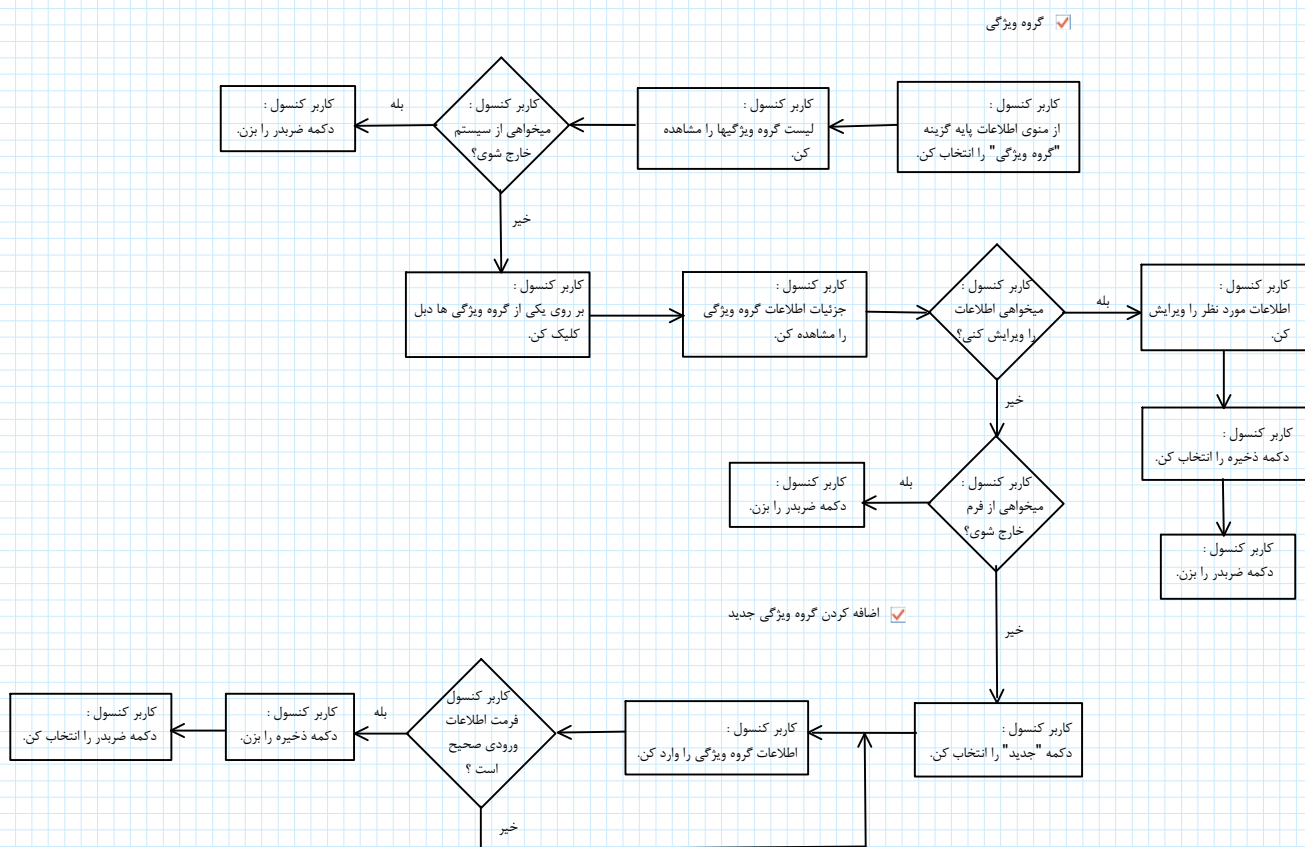 گروه ویژگی
کاربر کنسول :
از منوی اطلاعات پایه گزینه
"گروه ویژگی" را انتخاب کن.
کاربر کنسول :
لیست گروه ویژگیها را مشاهده
کن.
کاربر کنسول :
میخواهی از سیستم
خارج شوی؟
بله
کاربر کنسول :
دکمه ضربدر را بزن.
خیر
کاربر کنسول :
بر روی یکی از گروه ویژگی ها دبل
کلیک کن.
کاربر کنسول :
جزئیات اطلاعات گروه ویژگی
را مشاهده کن.
کاربر کنسول :
میخواهی اطلاعات
را ویرایش کنی؟
بله
کاربر کنسول :
اطلاعات مورد نظر را ویرایش
کن.
کاربر کنسول :
دکمه ذخیره را انتخاب کن.
کاربر کنسول :
دکمه ضربدر را بزن.
خیر
کاربر کنسول :
میخواهی از فرم
خارج شوی؟
بله
کاربر کنسول :
دکمه ضربدر را بزن.
خیر
اضافه کردن گروه ویژگی جدید
کاربر کنسول :
دکمه "جدید" را انتخاب کن.
کاربر کنسول :
اطلاعات گروه ویژگی را وارد کن.
کاربر کنسول
فرمت اطلاعات
ورودی صحیح
است ؟
بله
کاربر کنسول :
دکمه ذخیره را بزن.
کاربر کنسول :
دکمه ضربدر را انتخاب کن.
خیر